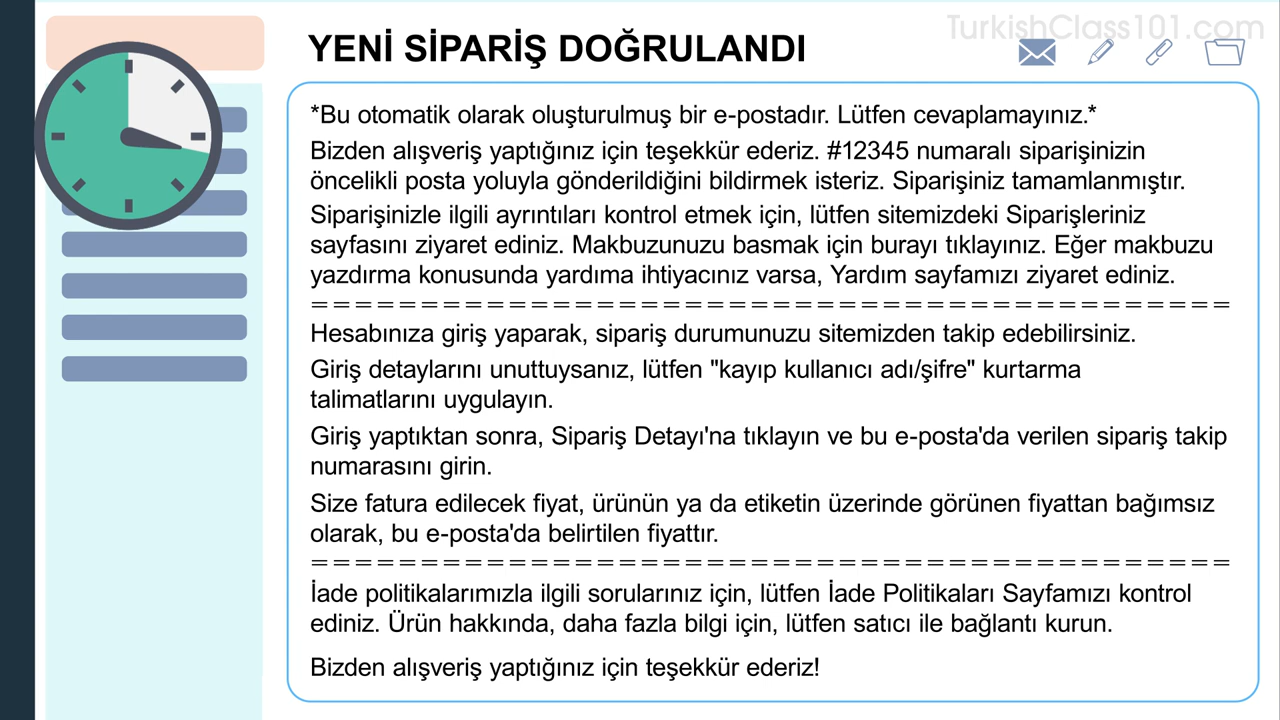 TurkishClass101.com
YENİ SİPARİŞ DOĞRULANDI
*Bu otomatik olarak oluşturulmuş bir e-postadır. Lütfen cevaplamayınız.*
Bizden alışveriş yaptığınız için teşekkür ederiz. #12345 numaralı siparişinizin
öncelikli posta yoluyla gönderildiğini bildirmek isteriz. Siparişiniz tamamlanmıştır.
Siparişinizle ilgili ayrıntıları kontrol etmek için, lütfen sitemizdeki Siparişleriniz
sayfasını ziyaret ediniz. Makbuzunuzu basmak için burayı tıklayınız. Eğer makbuzu
yazdırma konusunda yardıma ihtiyacınız varsa, Yardım sayfamızı ziyaret ediniz.
==========================================
Hesabınıza giriş yaparak, sipariş durumunuzu sitemizden takip edebilirsiniz.
Giriş detaylarını unuttuysanız, lütfen "kayıp kullanıcı adı/şifre" kurtarma
talimatlarını uygulayın.
Giriş yaptıktan sonra, Sipariş Detayı'na tıklayın ve bu e-posta'da verilen sipariş takip
numarasını girin.
Size fatura edilecek fiyat, ürünün ya da etiketin üzerinde görünen fiyattan bağımsız
olarak, bu e-posta'da belirtilen fiyattır.
==========================================
İade politikalarımızla ilgili sorularınız için, lütfen İade Politikaları Sayfamızı kontrol
ediniz. Ürün hakkında, daha fazla bilgi için, lütfen satıcı ile bağlantı kurun.
Bizden alışveriş yaptığınız için teşekkür ederiz!